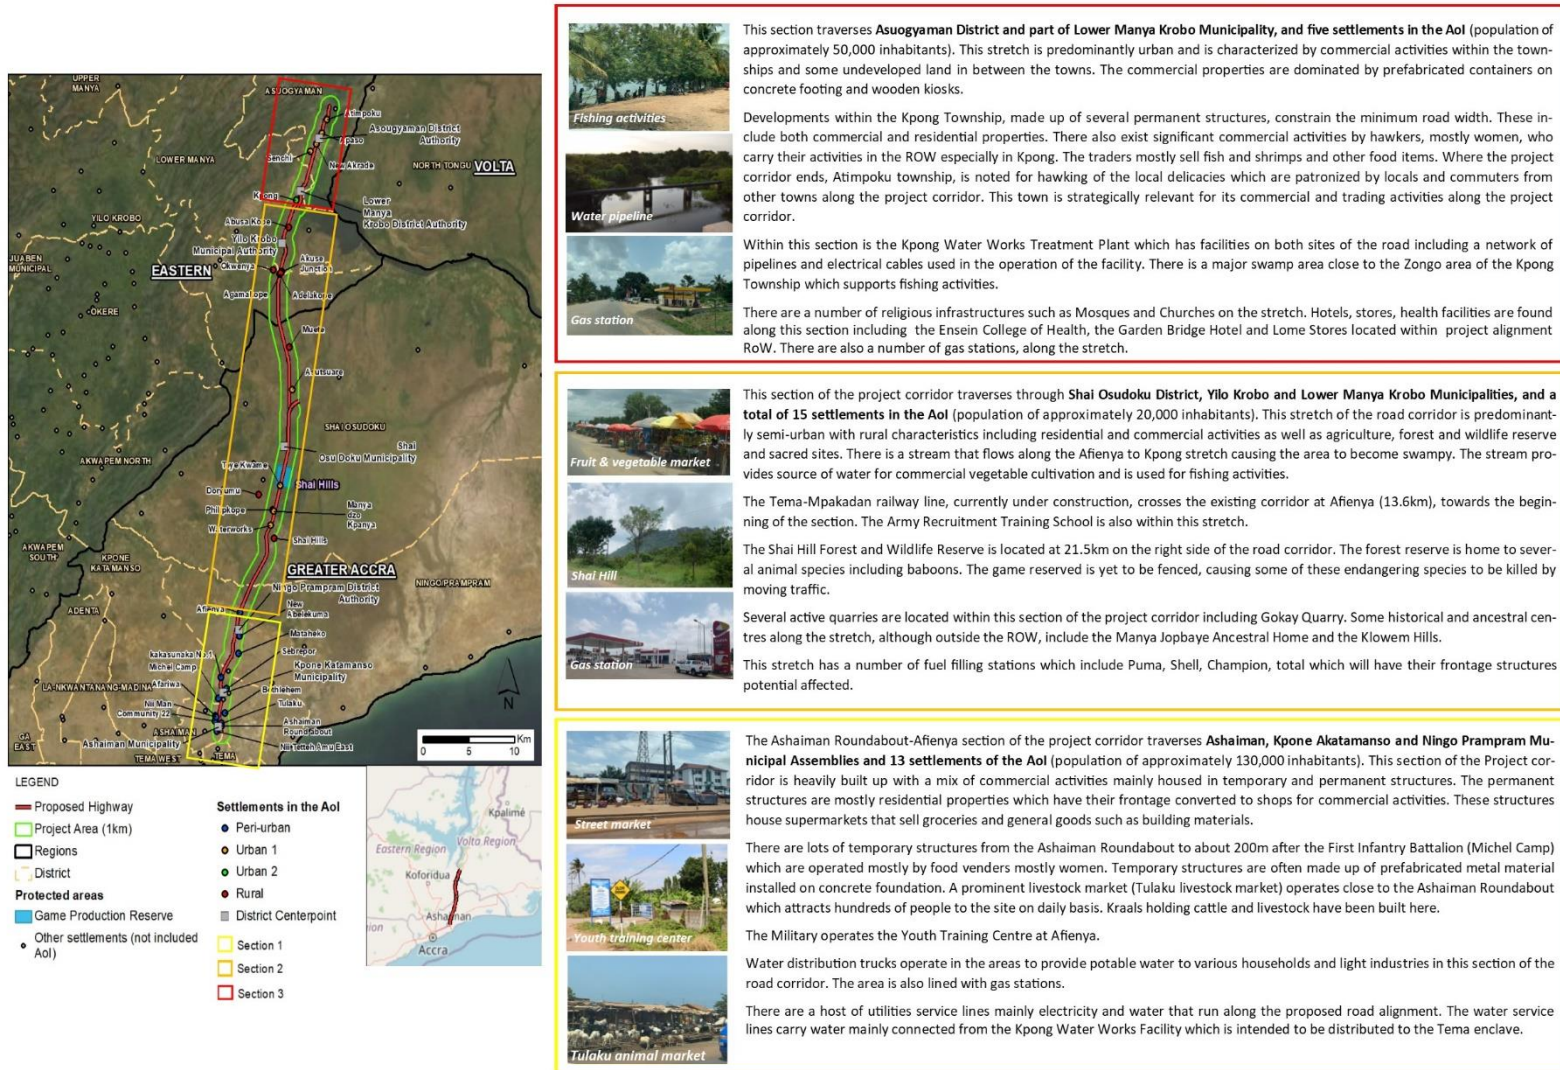 UPPER
MANYA
ASUOGYAMAN
Atimpoku
Asougyaman District
Authority
Apaso
Senchi
New Akrade
LOWER MANYA
NORTH TONGU
VOLTA
Kpong
Lower
Manya
Krobo District Authority
YILO KROBO
Abusa Kope
Yilo Krobo
Municipal Authority
JUABEN
MUNICIPAL
EASTERN
Okwenya
Akuse
Junction
Agamakope
Adelakope
OKERE
Muete
Asutsuare
SHAI OSUDOKU
Shai
Osu Doku Municipality
AKWAPEM NORTH
Trye Kwame
Shai Hills
Doryumu
Manya
dzo
Kpanya
Philipkope
Waterworks
Shai Hills
AKWAPEM
SOUTH
KPONE
KATAMANSO
GREATER ACCRA
NINGO/PRAMPRAM
Ningo Prampram District
Authority
ADENTA
Afienya
New
Abelekuma
Mataheko
kakasunaka No.1
Sebrepor
Michel Camp
Kpone Katamanso
Municipality
LA-NKWANTANANG-MADINA
Afariwa
Bethlehem
Nii Man
Tulaku
Community 22
Ashaiman
Roundabout
GA
EAST
ASHAIMAN
Ashaiman Municipality
Nii Tetteh Amu East
TEMA WEST
TEMA
N
Km
0 5 10
LEGEND
Proposed Highway
Project Area (1km)
Regions
District
Protected areas
Game Production Reserve
Other settlements (not included
AoI)
Settlements in the AoI
Peri-urban
Urban 1
Urban 2
Rural
District Centerpoint
Section 1
Section 2
Section 3
Kpalimé
Eastern Region
Volta Region
Koforidua
Ashaiman
Accra
Fishing activities
Water pipeline
Gas station
This section traverses Asuogyaman District and part of Lower Manya Krobo Municipality, and five settlements in the AoI (population of
approximately 50,000 inhabitants). This stretch is predominantly urban and is characterized by commercial activities within the town-
ships and some undeveloped land in between the towns. The commercial properties are dominated by prefabricated containers on
concrete footing and wooden kiosks.
Developments within the Kpong Township, made up of several permanent structures, constrain the minimum road width. These in-
clude both commercial and residential properties. There also exist significant commercial activities by hawkers, mostly women, who
carry their activities in the ROW especially in Kpong. The traders mostly sell fish and shrimps and other food items. Where the project
corridor ends, Atimpoku township, is noted for hawking of the local delicacies which are patronized by locals and commuters from
other towns along the project corridor. This town is strategically relevant for its commercial and trading activities along the project
corridor.
Within this section is the Kpong Water Works Treatment Plant which has facilities on both sites of the road including a network of
pipelines and electrical cables used in the operation of the facility. There is a major swamp area close to the Zongo area of the Kpong
Township which supports fishing activities.
There are a number of religious infrastructures such as Mosques and Churches on the stretch. Hotels, stores, health facilities are found
along this section including the Ensein College of Health, the Garden Bridge Hotel and Lome Stores located within project alignment
RoW. There are also a number of gas stations, along the stretch.
Fruit & vegetable market
Shai Hill
Gas station
This section of the project corridor traverses through Shai Osudoku District, Yilo Krobo and Lower Manya Krobo Municipalities, and a
total of 15 settlements in the AoI (population of approximately 20,000 inhabitants). This stretch of the road corridor is predominant-
ly semi-urban with rural characteristics including residential and commercial activities as well as agriculture, forest and wildlife reserve
and sacred sites. There is a stream that flows along the Afienya to Kpong stretch causing the area to become swampy. The stream pro-
vides source of water for commercial vegetable cultivation and is used for fishing activities.
The Tema-Mpakadan railway line, currently under construction, crosses the existing corridor at Afienya (13.6km), towards the begin-
ning of the section. The Army Recruitment Training School is also within this stretch.
The Shai Hill Forest and Wildlife Reserve is located at 21.5km on the right side of the road corridor. The forest reserve is home to sever-
al animal species including baboons. The game reserved is yet to be fenced, causing some of these endangering species to be killed by
moving traffic.
Several active quarries are located within this section of the project corridor including Gokay Quarry. Some historical and ancestral cen-
tres along the stretch, although outside the ROW, include the Manya Jopbaye Ancestral Home and the Klowem Hills.
This stretch has a number of fuel filling stations which include Puma, Shell, Champion, total which will have their frontage structures
potential affected.
Street market
Youth training center
Tulaku animal market
The Ashaiman Roundabout-Afienya section of the project corridor traverses Ashaiman, Kpone Akatamanso and Ningo Prampram Mu-
nicipal Assemblies and 13 settlements of the AoI (population of approximately 130,000 inhabitants). This section of the Project cor-
ridor is heavily built up with a mix of commercial activities mainly housed in temporary and permanent structures. The permanent
structures are mostly residential properties which have their frontage converted to shops for commercial activities. These structures
house supermarkets that sell groceries and general goods such as building materials.
There are lots of temporary structures from the Ashaiman Roundabout to about 200m after the First Infantry Battalion (Michel Camp)
which are operated mostly by food venders mostly women. Temporary structures are often made up of prefabricated metal material
installed on concrete foundation. A prominent livestock market (Tulaku livestock market) operates close to the Ashaiman Roundabout
which attracts hundreds of people to the site on daily basis. Kraals holding cattle and livestock have been built here.
The Military operates the Youth Training Centre at Afienya.
Water distribution trucks operate in the areas to provide potable water to various households and light industries in this section of the
road corridor. The area is also lined with gas stations.
There are a host of utilities service lines mainly electricity and water that run along the proposed road alignment. The water service
lines carry water mainly connected from the Kpong Water Works Facility which is intended to be distributed to the Tema enclave.